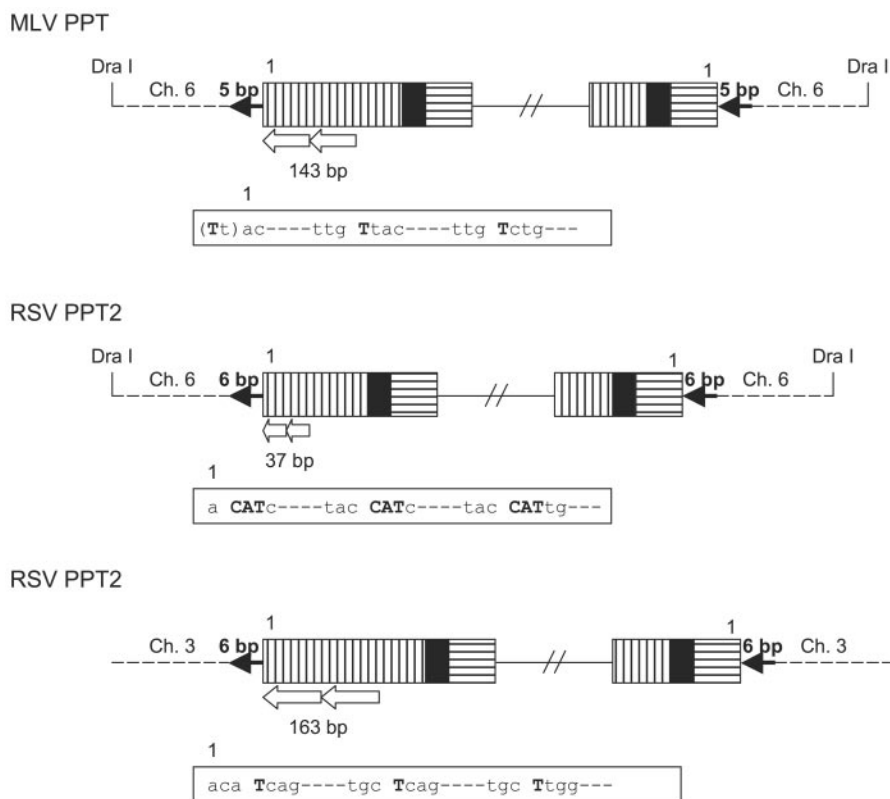 MLV PPT
Dra I Ch. 6 5 bp 1 1 5 bp Ch. 6 Dra I
143 bp
1
(Tt)ac----ttg Ttac----ttg Tctg---
RSV PPT2
Dra I Ch. 6 6 bp 1 1 6 bp Ch. 6 Dra I
37 bp
1
a CATc----tac CATc----tac CATtg---
RSV PPT2
Ch. 3 6 bp 1 1 6 bp Ch. 3
163 bp
1
aca Tcag----tgc Tcag----tgc Ttgg---